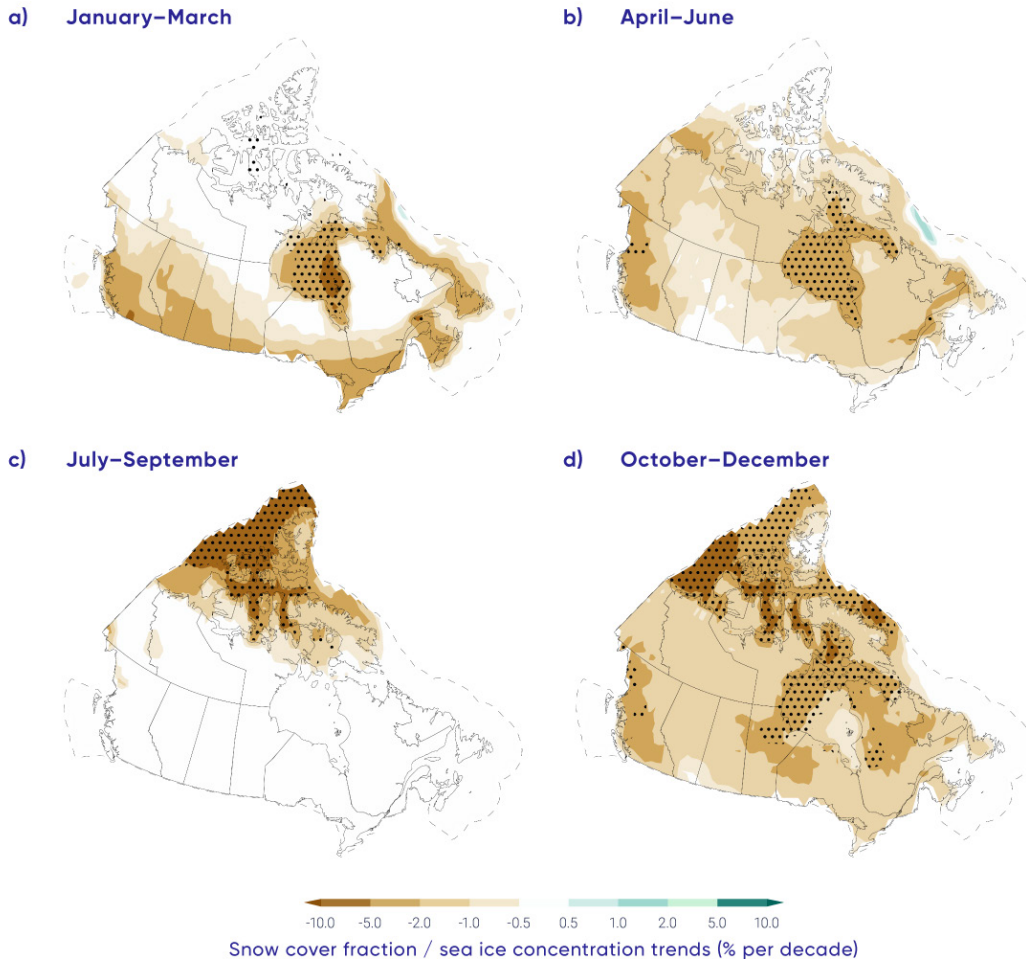 a) January–March
b) April–June
c) July–September
d) October–December
-10.0 -5.0 -2.0 -1.0 -0.5 0.5 1.0 2.0 5.0 10.0
Snow cover fraction / sea ice concentration trends (% per decade)